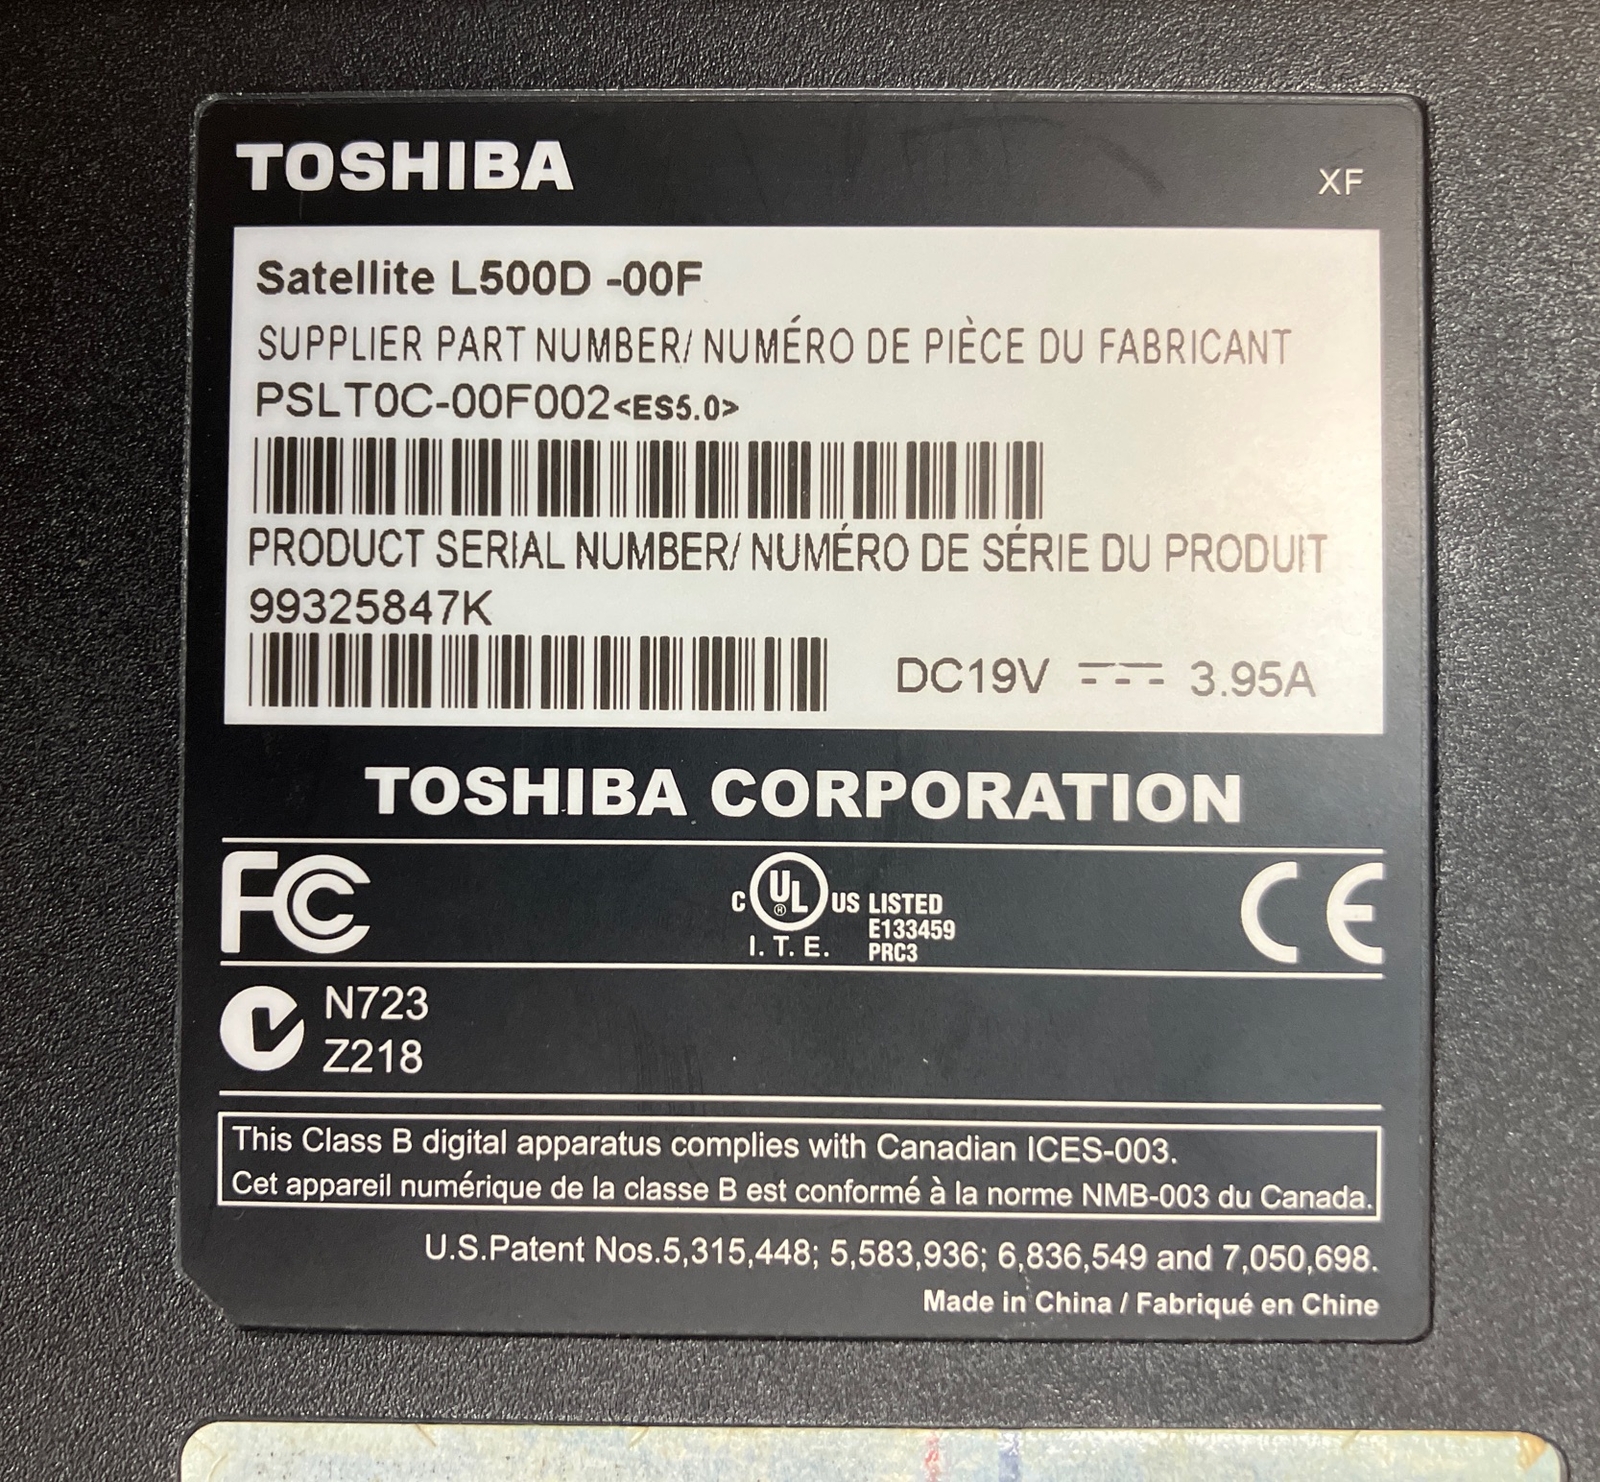 TOSHIBA
XF
Satellite L500D -00F
SUPPLIER PART NUMBER/ NUMÉRO DE PIÈCE DU FABRICANT
PSLT0C-00F002<ES5.0>
PRODUCT SERIAL NUMBER/ NUMÉRO DE SÉRIE DU PRODUIT
99325847K
DC19V 3.95A
TOSHIBA CORPORATION
FC
C UL® US LISTED
E133459
I.T.E. PRC3
CE
N723
Z218
This Class B digital apparatus complies with Canadian ICES-003.
Cet appareil numérique de la classe B est conformé à la norme NMB-003 du Canada.
U.S.Patent Nos.5,315,448; 5,583,936; 6,836,549 and 7,050,698.
Made in China / Fabriqué en Chine